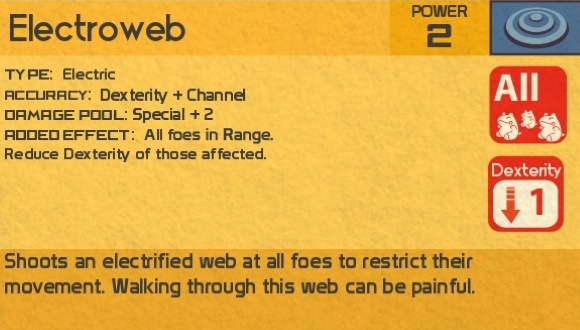 Electroweb
POWER
2
TYPE: Electric
ACCURACY: Dexterity + Channel
DAMAGE POOL: Special + 2
ADDED EFFECT: All foes in Range.
Reduce Dexterity of those affected.
All
Dexterity
1
Shoots an electrified web at all foes to restrict their
movement. Walking through this web can be painful.